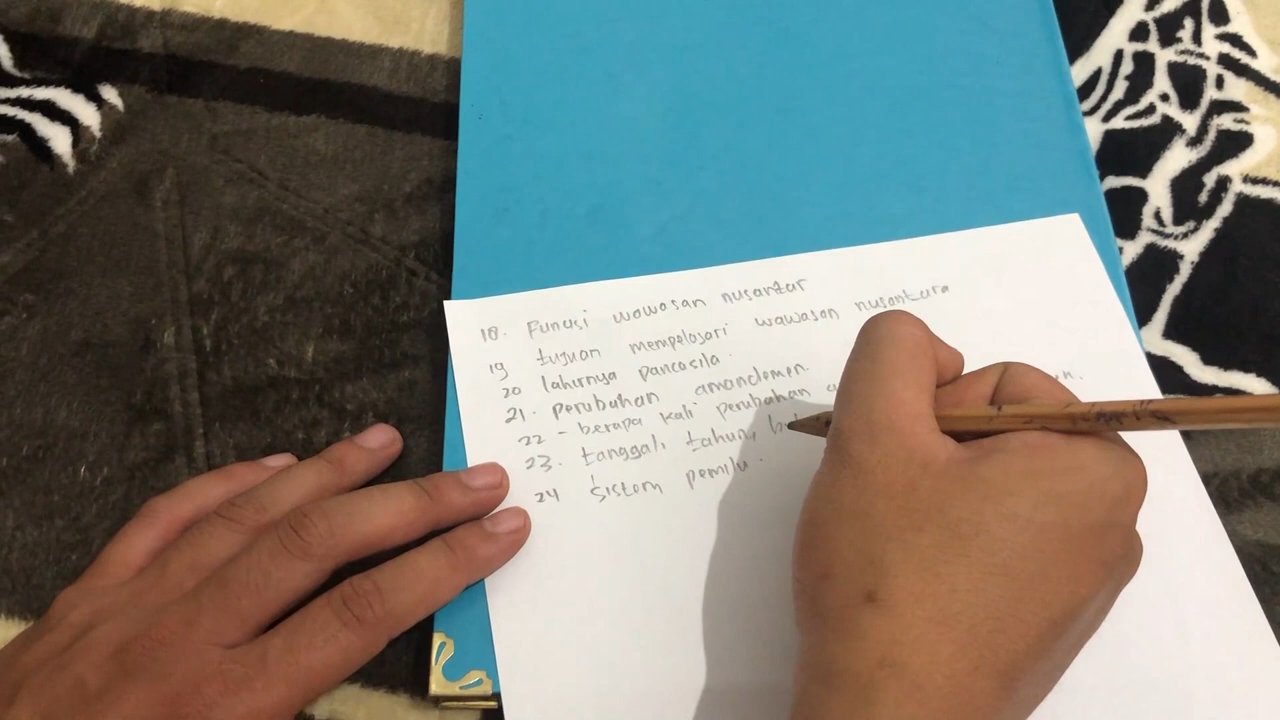 18. Fungsi wawasan nusantar
19 tujuan mempelajari wawasan nusantara
20 lahirnya pancasila.
21. perubahan amandemen.
22 - berapa kali perubahan
23. tanggal, tahun,
24 sistem pemilu.